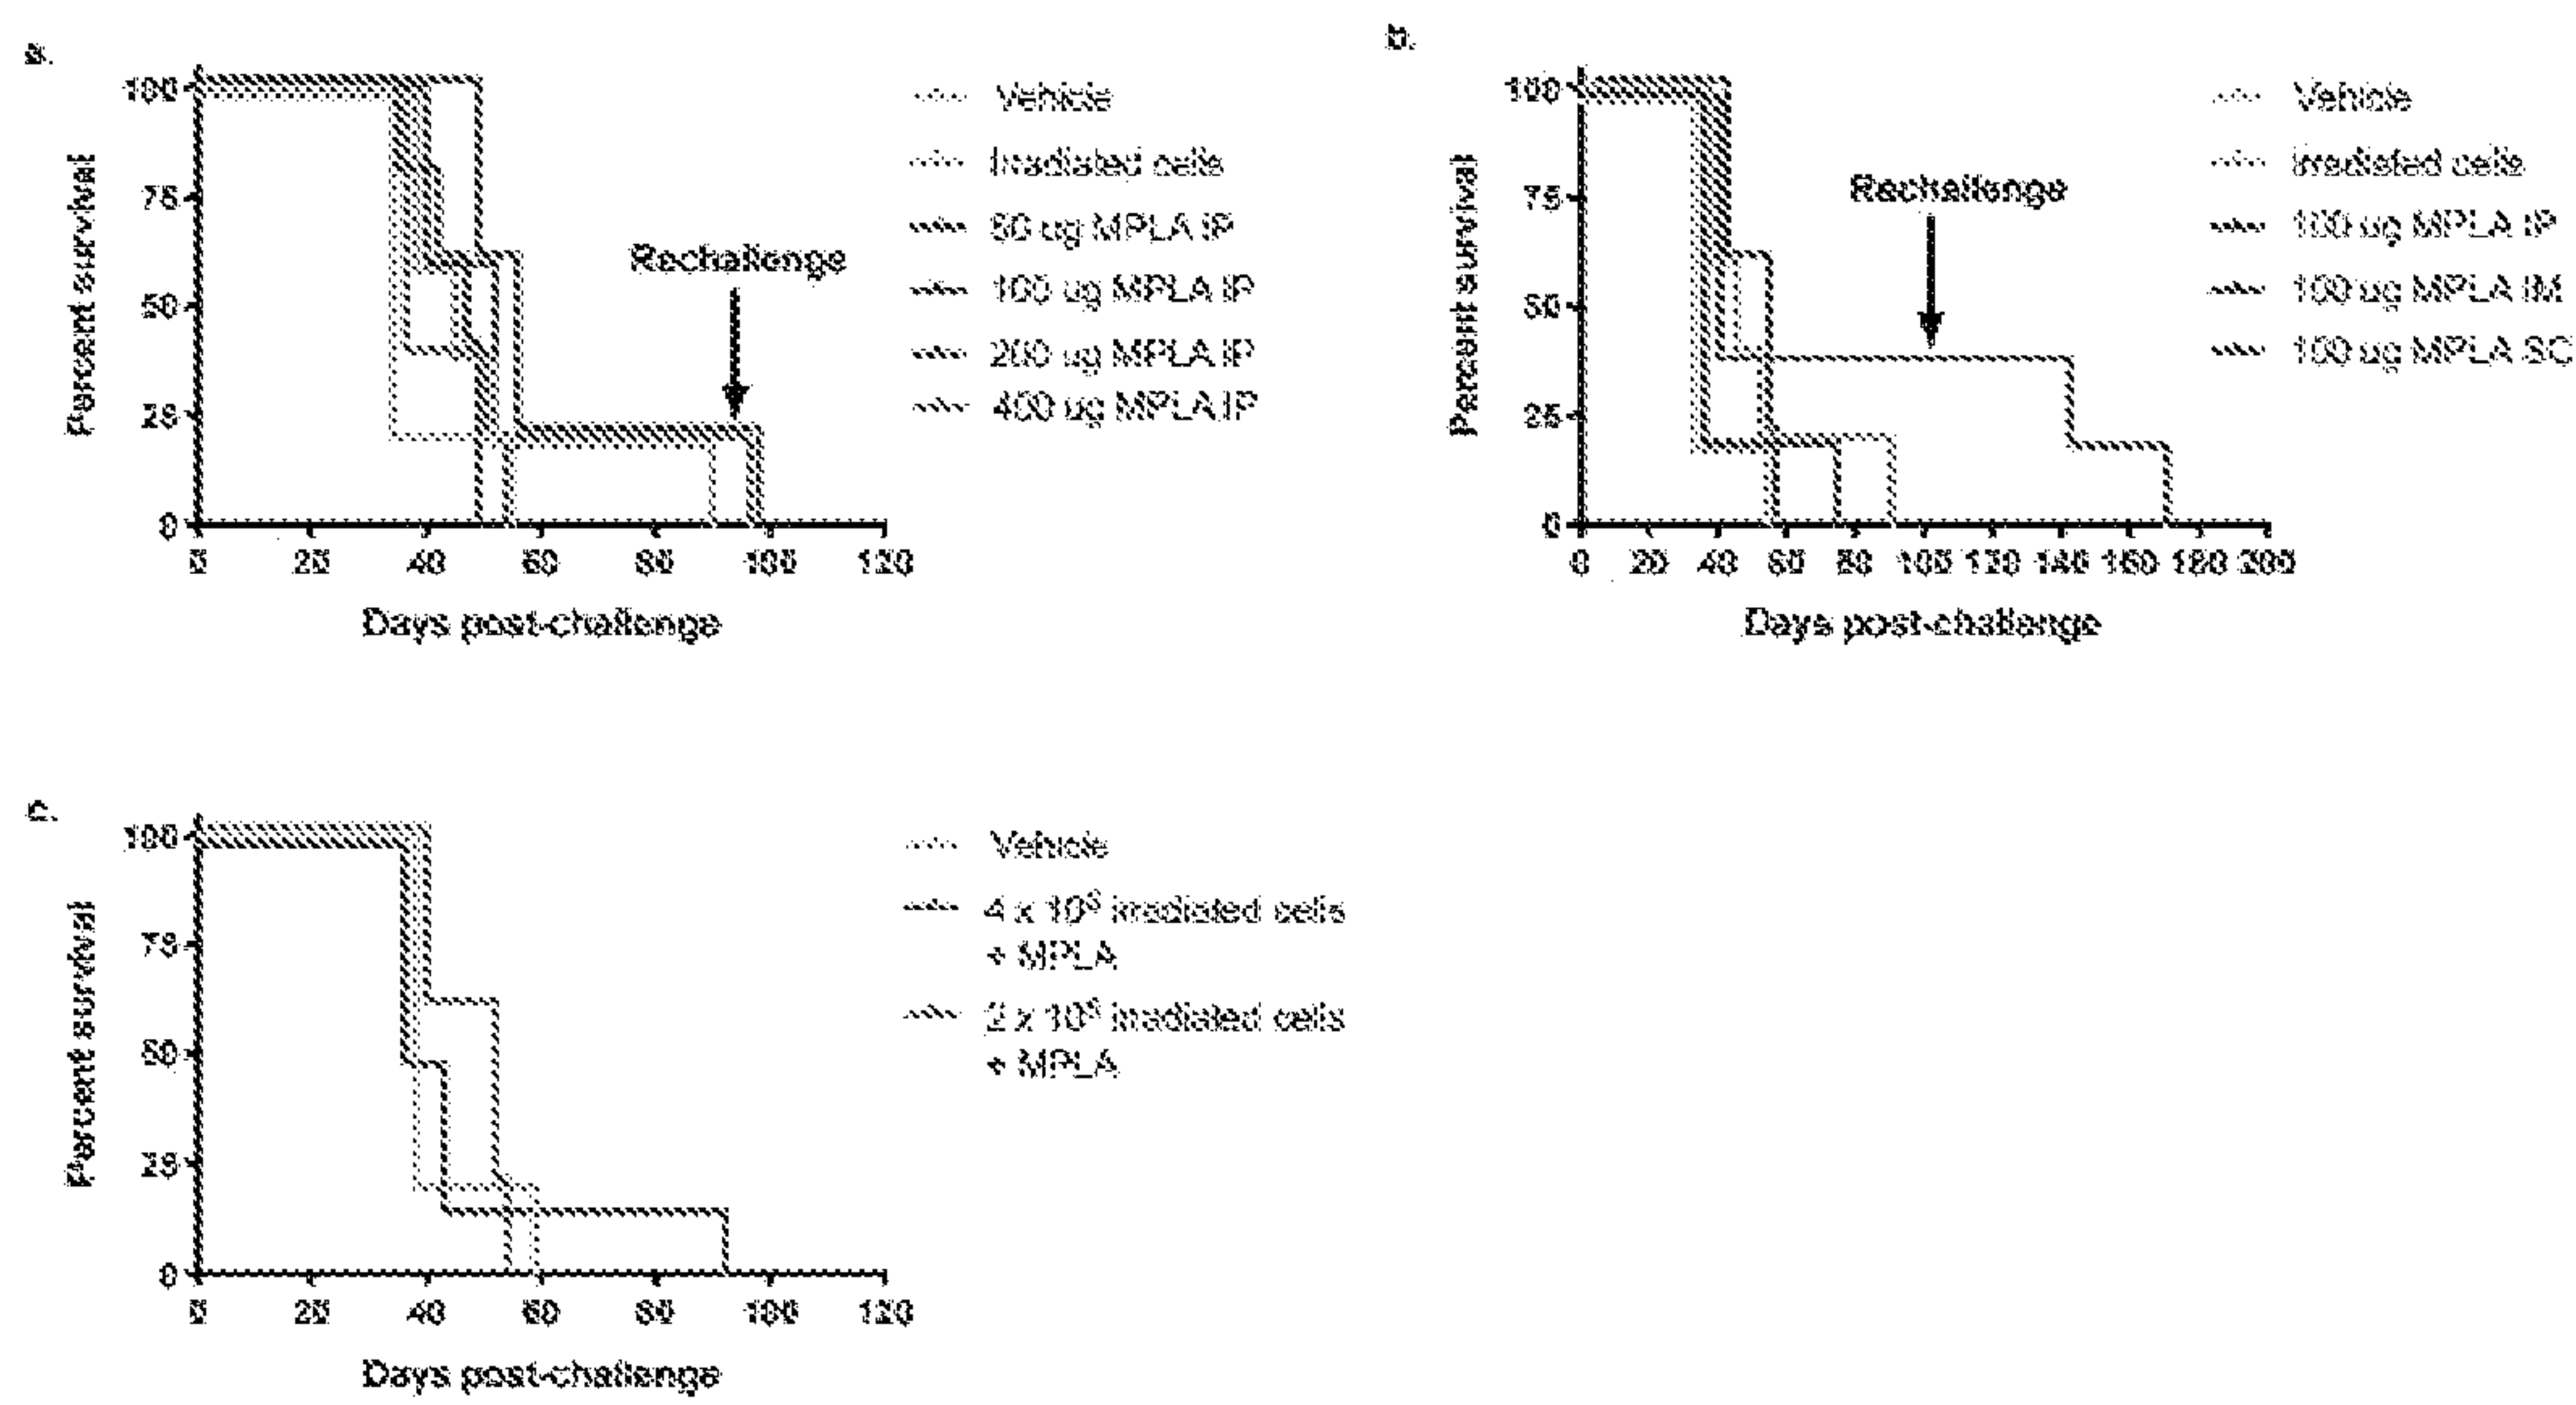 a.
100
75
50
25
0
Percent survival
0 20 40 60 80 100 120
Days post-challenge
Rechallenge
Vehicle
Irradiated cells
50 ug MPLA IP
100 ug MPLA IP
200 ug MPLA IP
400 ug MPLA IP
b.
100
75
50
25
0
Percent survival
0 20 40 60 80 100 120 140 160 180 200
Days post-challenge
Rechallenge
Vehicle
Irradiated cells
100 ug MPLA IP
100 ug MPLA IM
100 ug MPLA SC
c.
100
75
50
25
0
Percent survival
0 20 40 60 80 100 120
Days post-challenge
Vehicle
4 x irradiated cells
+ MPLA
2 x irradiated cells
+ MPLA